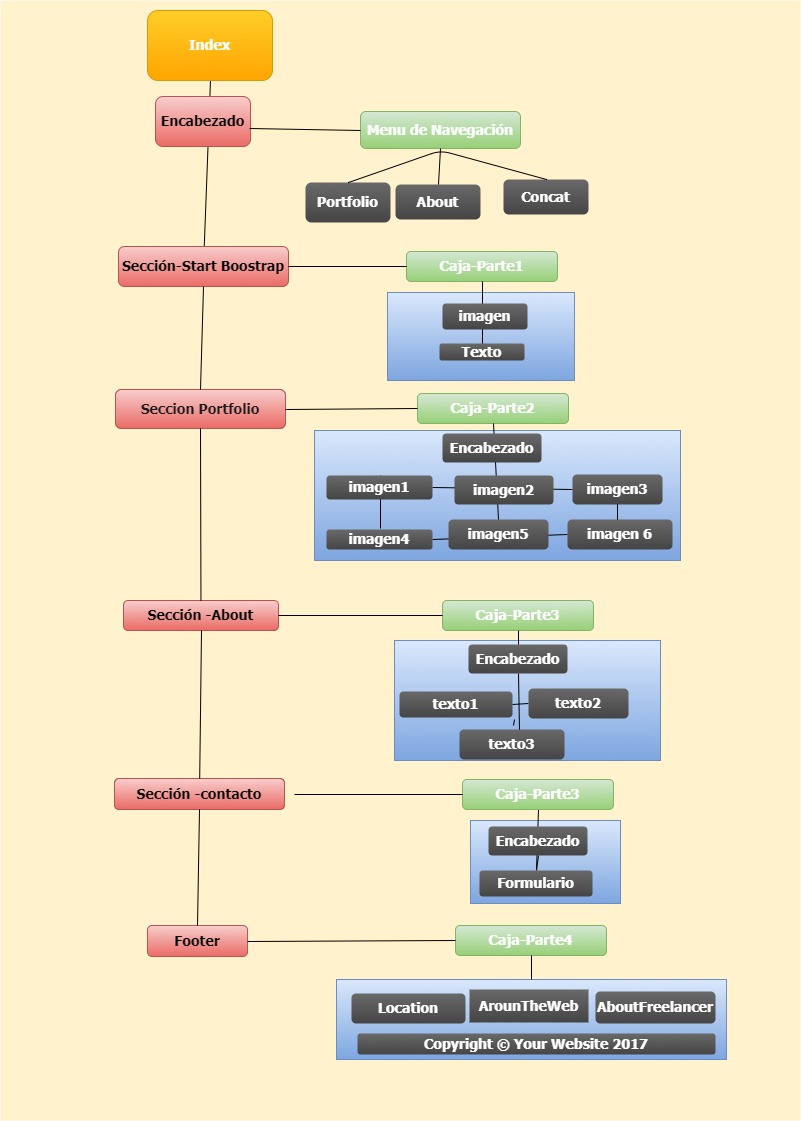 Index
Encabezado
Menu de Navegación
Portfolio
About
Concat
Sección-Start Boostrap
Caja-Parte1
imagen
Texto
Seccion Portfolio
Caja-Parte2
Encabezado
imagen1
imagen2
imagen3
imagen4
imagen5
imagen 6
Sección -About
Caja-Parte3
Encabezado
texto1
texto2
texto3
Sección -contacto
Caja-Parte3
Encabezado
Formulario
Footer
Caja-Parte4
Location
ArounTheWeb
AboutFreelancer
Copyright © Your Website 2017